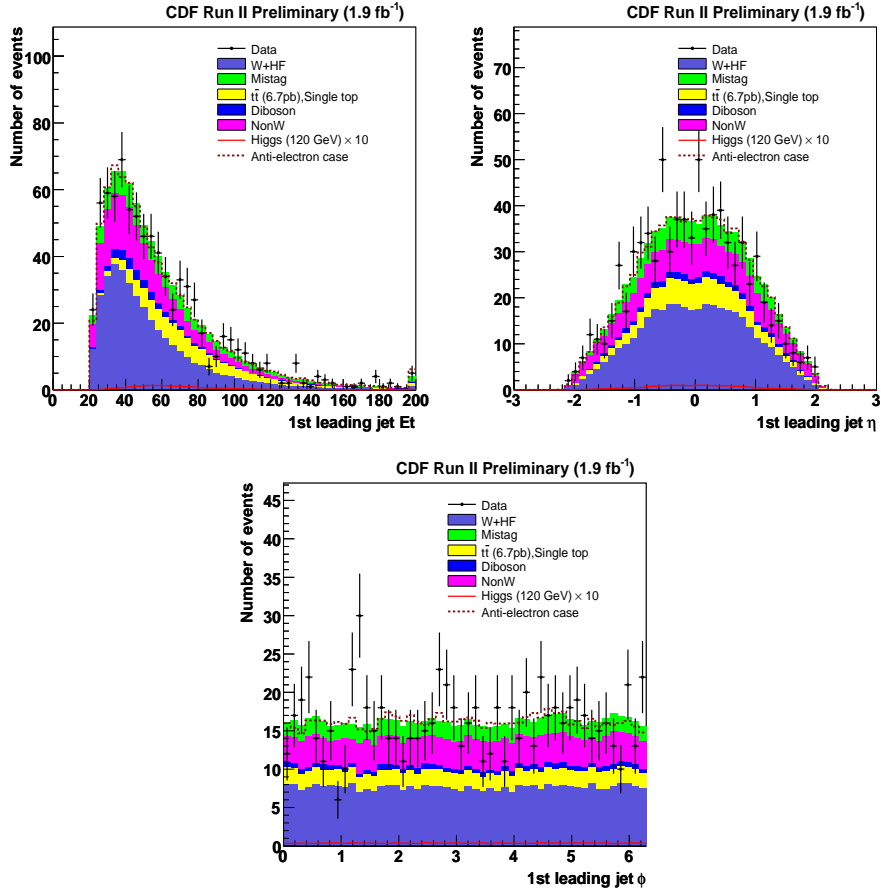 CDF Run II Preliminary (1.9 fb⁻¹)
Number of events
100
80
60
40
20
0
Data
W+HF
Mistag
tt̄ (6.7pb),Single top
Diboson
NonW
Higgs (120 GeV) × 10
Anti-electron case
0 20 40 60 80 100 120 140 160 180 200
1st leading jet Et
CDF Run II Preliminary (1.9 fb⁻¹)
Number of events
70
60
50
40
30
20
10
0
Data
W+HF
Mistag
tt̄ (6.7pb),Single top
Diboson
NonW
Higgs (120 GeV) × 10
Anti-electron case
-3 -2 -1 0 1 2 3
1st leading jet η
CDF Run II Preliminary (1.9 fb⁻¹)
Number of events
45
40
35
30
25
20
15
10
5
0
Data
W+HF
Mistag
tt̄ (6.7pb),Single top
Diboson
NonW
Higgs (120 GeV) × 10
Anti-electron case
0 1 2 3 4 5 6
1st leading jet ϕ